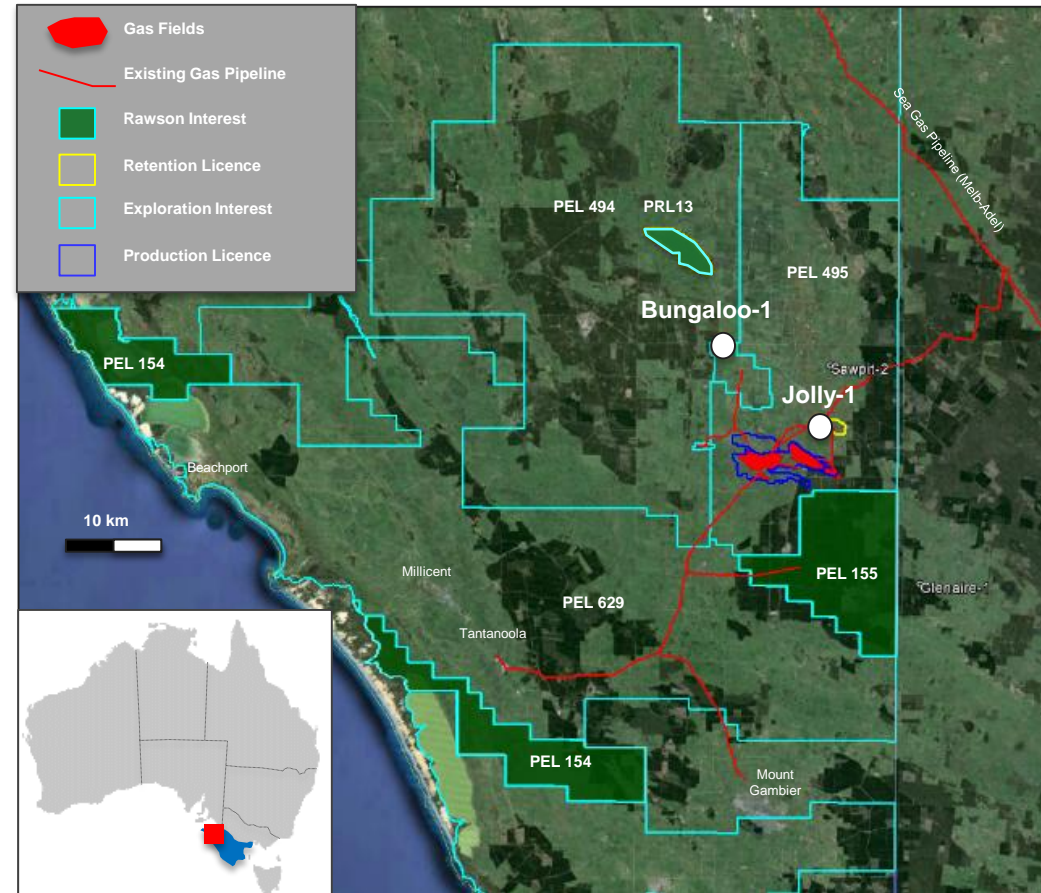 Gas Fields
Existing Gas Pipeline
Rawson Interest
Retention Licence
Exploration Interest
Production Licence
Sea Gas Pipeline (Melb-Adel)
PEL 494
PRL13
PEL 495
Bungaloo-1
PEL 154
Sawpit-2
Jolly-1
Beachport
10 km
Millicent
PEL 155
Glenaire-1
PEL 629
Tantanoola
PEL 154
Mount
Gambier